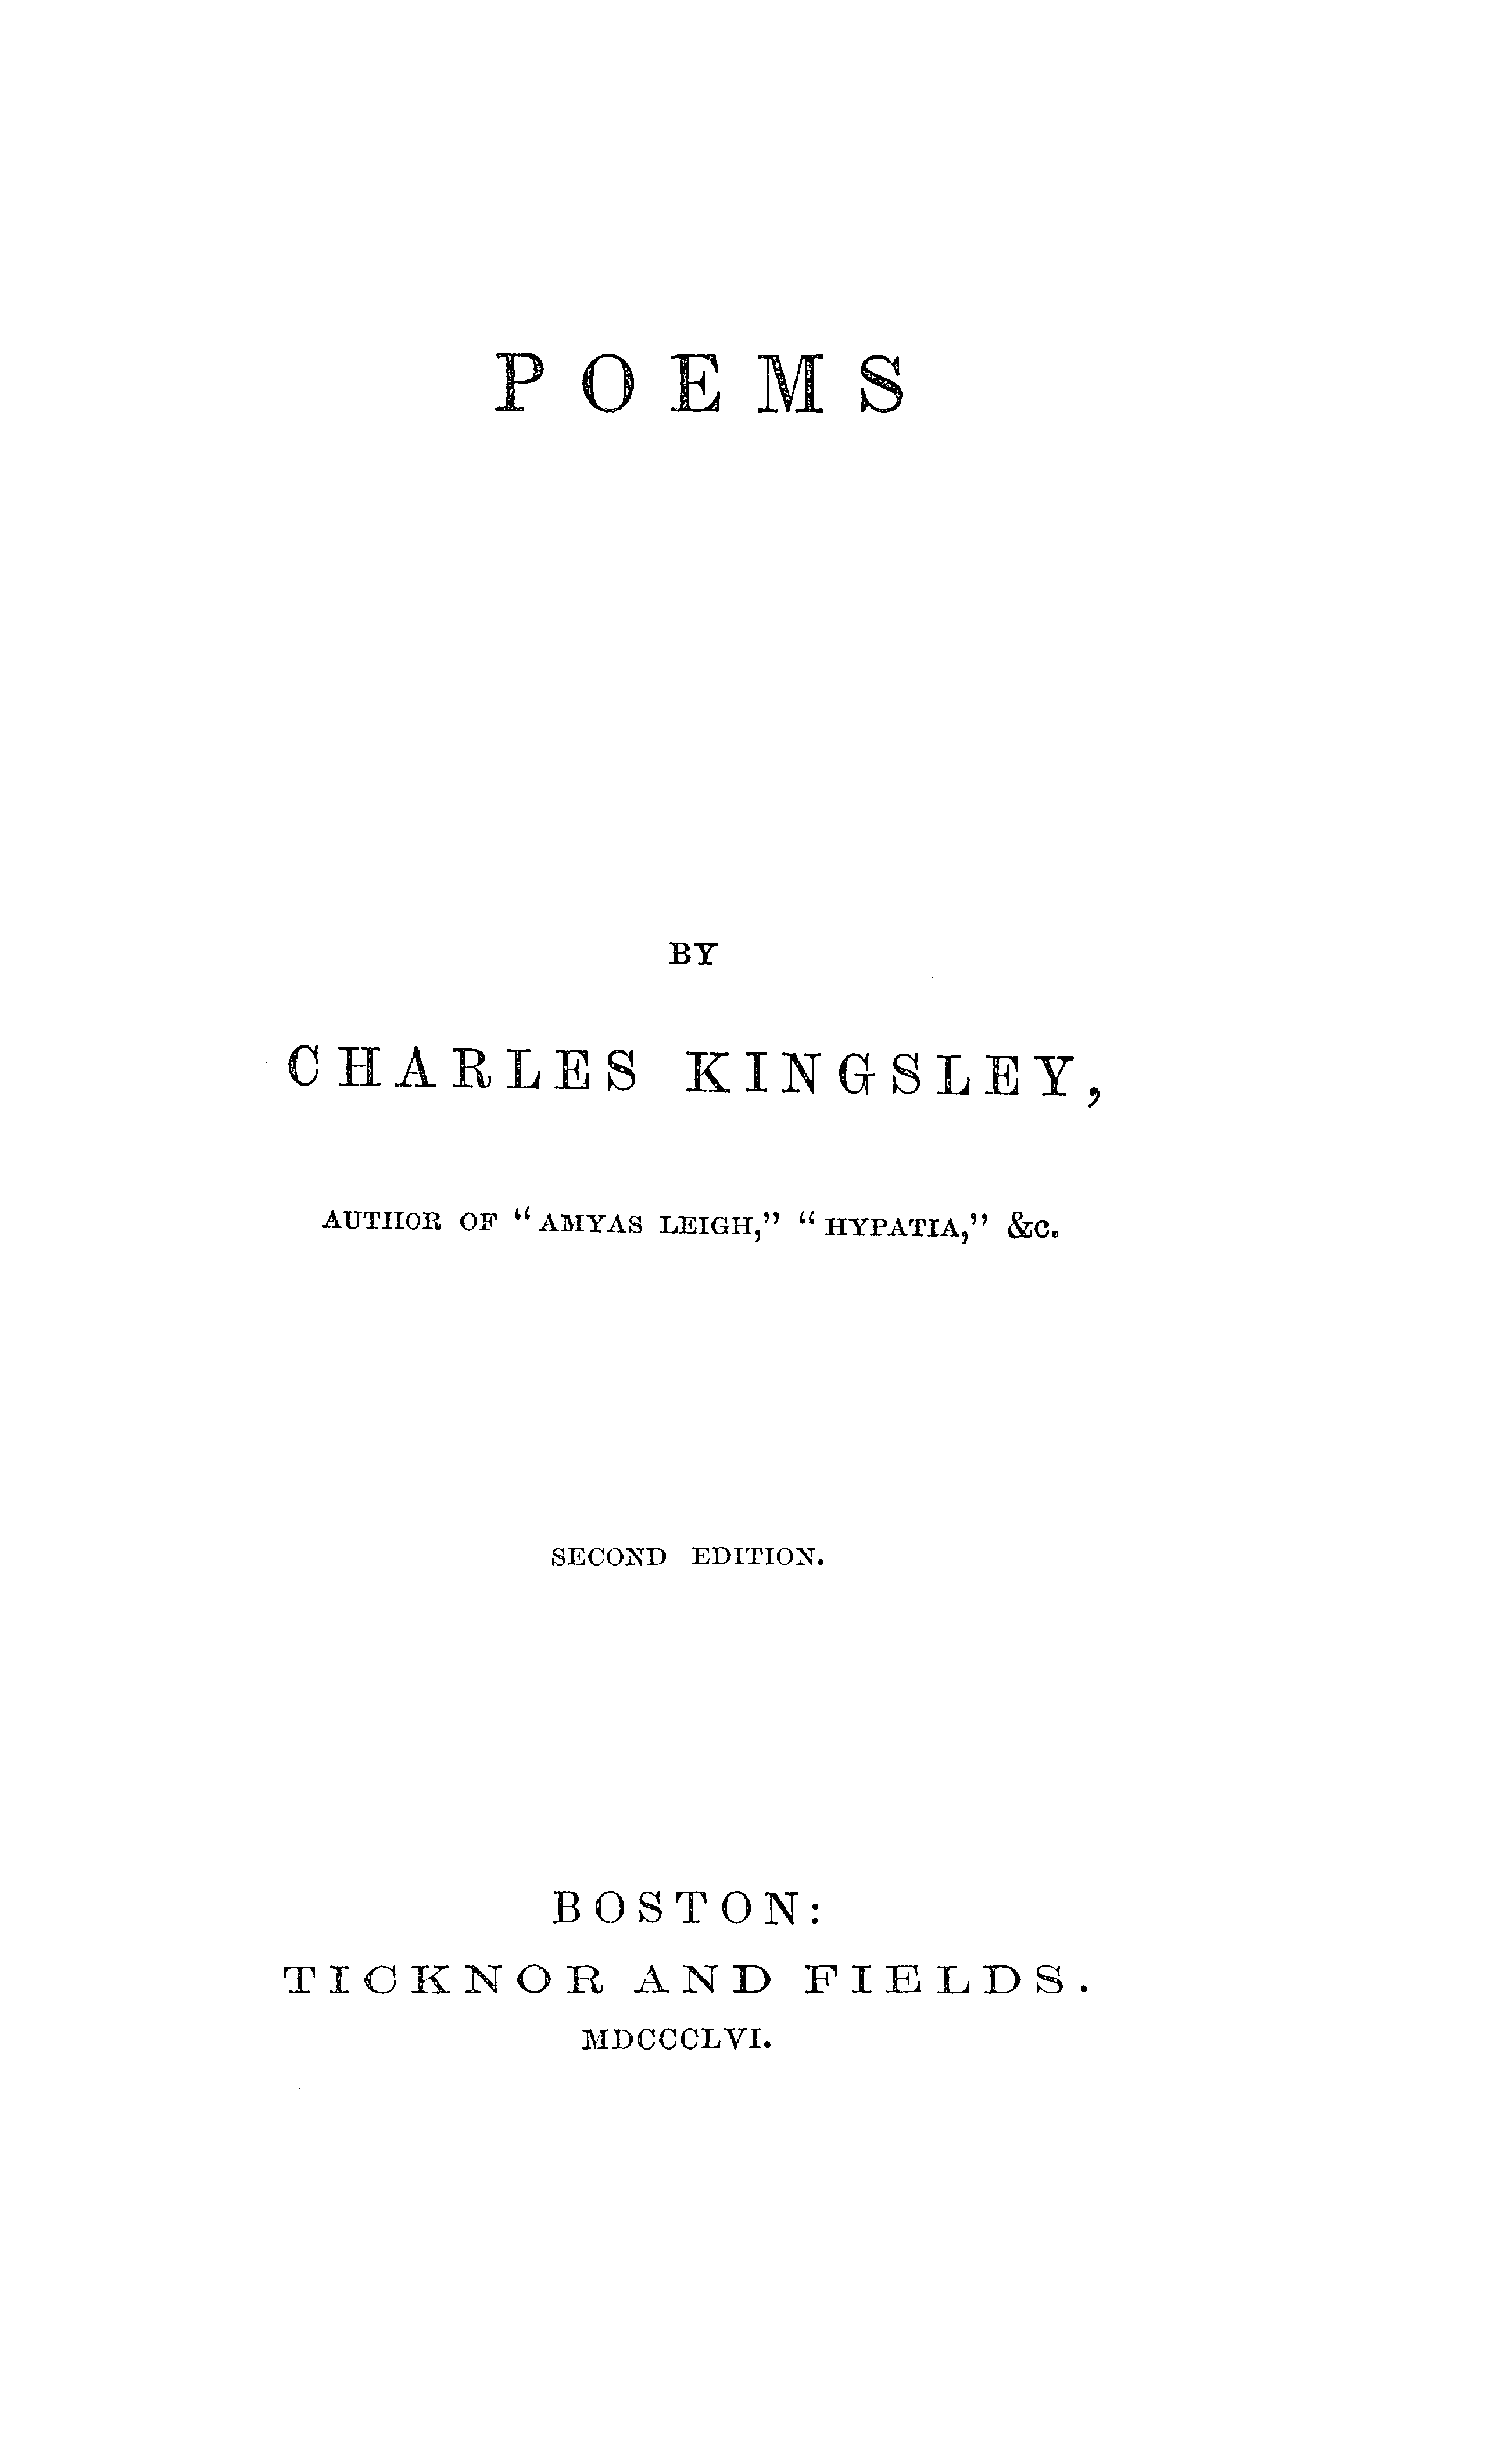 POEMS
BY
CHARLES KINGSLEY,
AUTHOR OF “AMYAS LEIGH,” “HYPATIA,” &c.
SECOND EDITION.
BOSTON:
TICKNOR AND FIELDS.
MDCCCLVI.